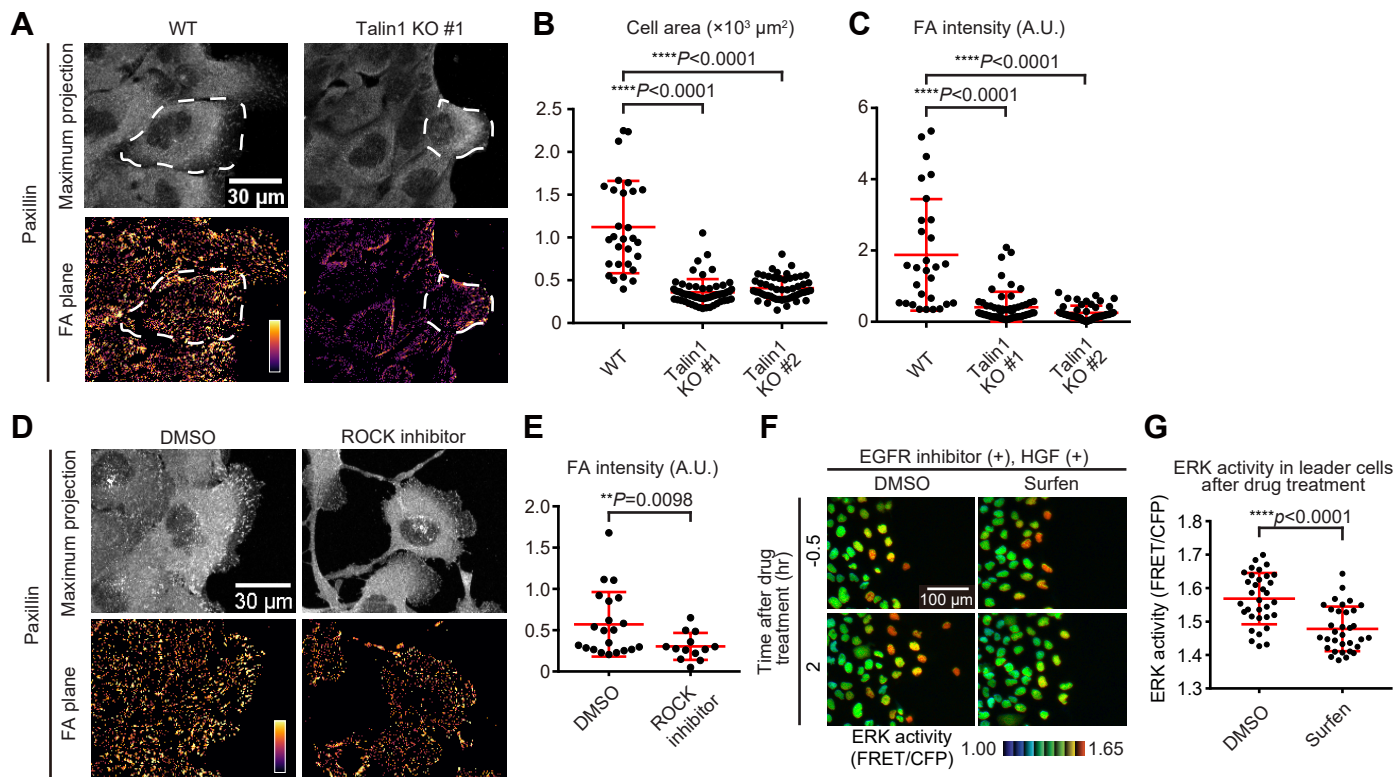 A
WT
Talin1 KO #1
Paxillin
Maximum projection
FA plane
30 µm
B
Cell area (×10³ µm²)
****P<0.0001
****P<0.0001
2.5
2.0
1.5
1.0
0.5
0
WT
Talin1
KO #1
Talin1
KO #2
C
FA intensity (A.U.)
****P<0.0001
****P<0.0001
6
4
2
0
WT
Talin1
KO #1
Talin1
KO #2
D
DMSO
ROCK inhibitor
Paxillin
Maximum projection
FA plane
30 µm
E
FA intensity (A.U.)
**P=0.0098
2.0
1.5
1.0
0.5
0
DMSO
ROCK
inhibitor
F
EGFR inhibitor (+), HGF (+)
DMSO
Surfen
Time after drug
treatment (hr)
-0.5
2
100 µm
ERK activity
(FRET/CFP)
1.00
1.65
G
ERK activity in leader cells
after drug treatment
****p<0.0001
ERK activity (FRET/CFP)
1.8
1.7
1.6
1.5
1.4
1.3
DMSO
Surfen